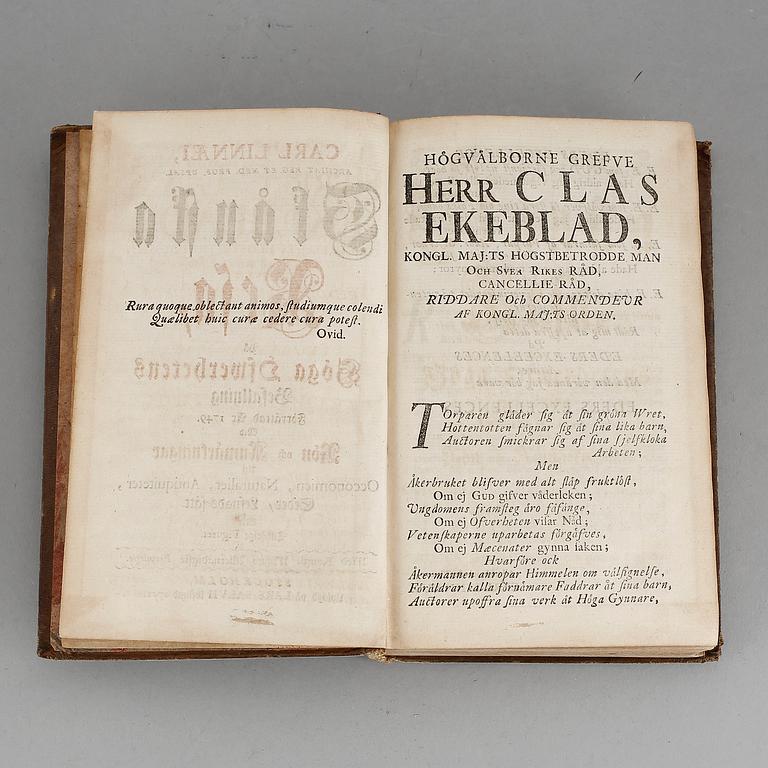 Rura quoque oblectant animos, ſtudiumque colendi
Quælibet huic curæ cedere cura poteſt.
Ovid.
HÖGVÄLBORNE GREFVE
HERR CLAS
EKEBLAD,
KONGL. MAJ:TS HÖGSTBETRODDE MAN
OCH SVEA RIKES RÅD,
CANCELLIE-RÅD,
RIDDARE Och COMMENDEUR
AF KONGL. MAJ:TS ORDEN.
TOrparen gläder ſig åt ſin gröna Wret,
Hottentotten fägnar ſig åt ſina lika barn,
Auctoren ſmickrar ſig af ſina ſjelfkloka
Arbeten;
Men
Åkerbruket blifver med alt ſläp fruktlöſt,
Om ej GUD gifver väderleken;
Ungdomens framſteg äro fåfänge,
Om ej Öfverheten viſar Nåd;
Vetenſkaperne uparbetas förgäfves,
Om ej Mæcenater gynna ſaken;
Hvarföre ock
Åkermannen anropar Himmelen om välſignelſe,
Föräldrar kalla förnämare Faddrar åt ſina barn,
Auctorer upoffra ſina verk åt Höga Gynnare,